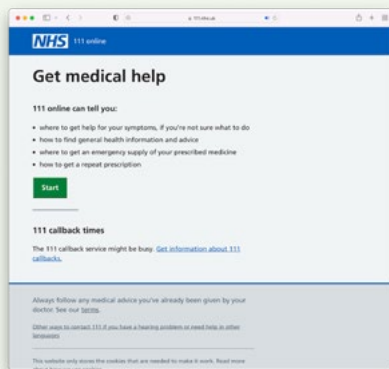 111.nhs.uk
NHS 111 online
Get medical help
111 online can tell you:
where to get help for your symptoms, if you're not sure what to do
how to find general health information and advice
where to get an emergency supply of your prescribed medicine
how to get a repeat prescription
Start
111 callback times
The 111 callback service might be busy. Get information about 111
callbacks.
Always follow any medical advice you've already been given by your
doctor. See our terms.
Other ways to contact 111 if you have a hearing problem or need help in other
languages
This website only stores the cookies that are needed to make it work. Read more
about how we use cookies